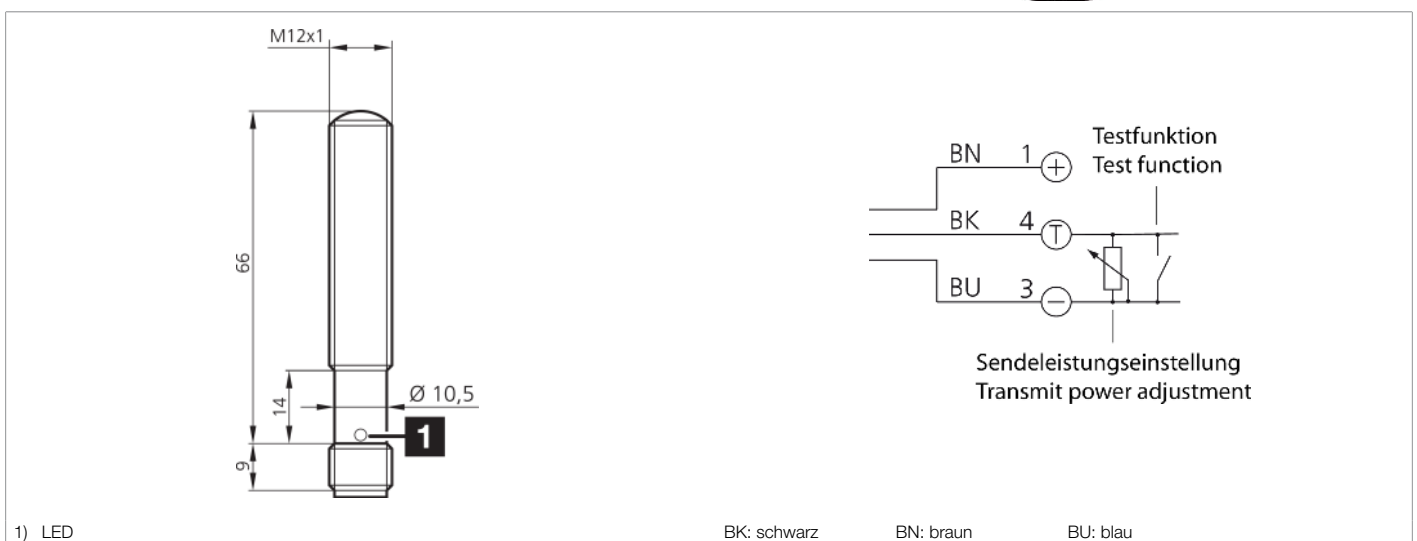 M12x1
66
14
Ø 10,5
1
9
Testfunktion
Test function
BN 1 +
BK 4 T
BU 3 −
Sendeleistungseinstellung
Transmit power adjustment
1) LED
BK: schwarz BN: braun BU: blau